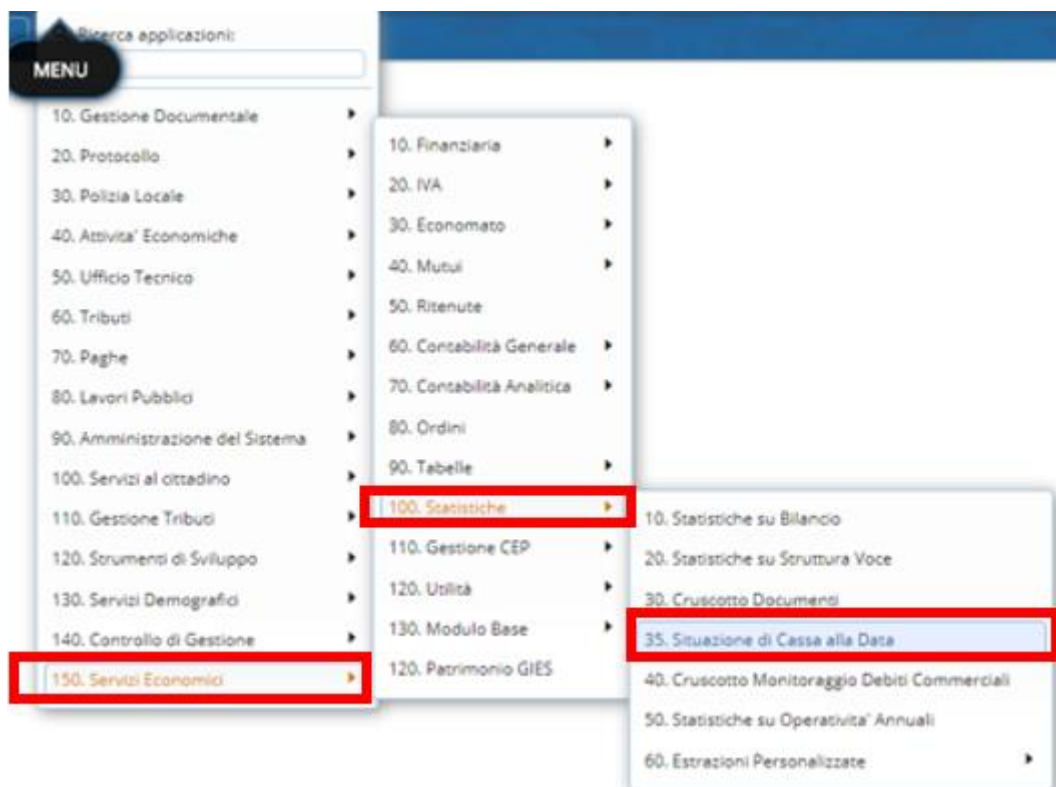 Ricerca applicazioni:
MENU
10. Gestione Documentale
20. Protocollo
30. Polizia Locale
40. Attivita' Economiche
50. Ufficio Tecnico
60. Tributi
70. Paghe
80. Lavori Pubblici
90. Amministrazione del Sistema
100. Servizi al cittadino
110. Gestione Tributi
120. Strumenti di Sviluppo
130. Servizi Demografici
140. Controllo di Gestione
150. Servizi Economici
10. Finanziaria
20. IVA
30. Economato
40. Mutui
50. Ritenute
60. Contabilità Generale
70. Contabilità Analitica
80. Ordini
90. Tabelle
100. Statistiche
110. Gestione CEP
120. Utilità
130. Modulo Base
120. Patrimonio GIES
10. Statistiche su Bilancio
20. Statistiche su Struttura Voce
30. Cruscotto Documenti
35. Situazione di Cassa alla Data
40. Cruscotto Monitoraggio Debiti Commerciali
50. Statistiche su Operativita' Annuali
60. Estrazioni Personalizzate